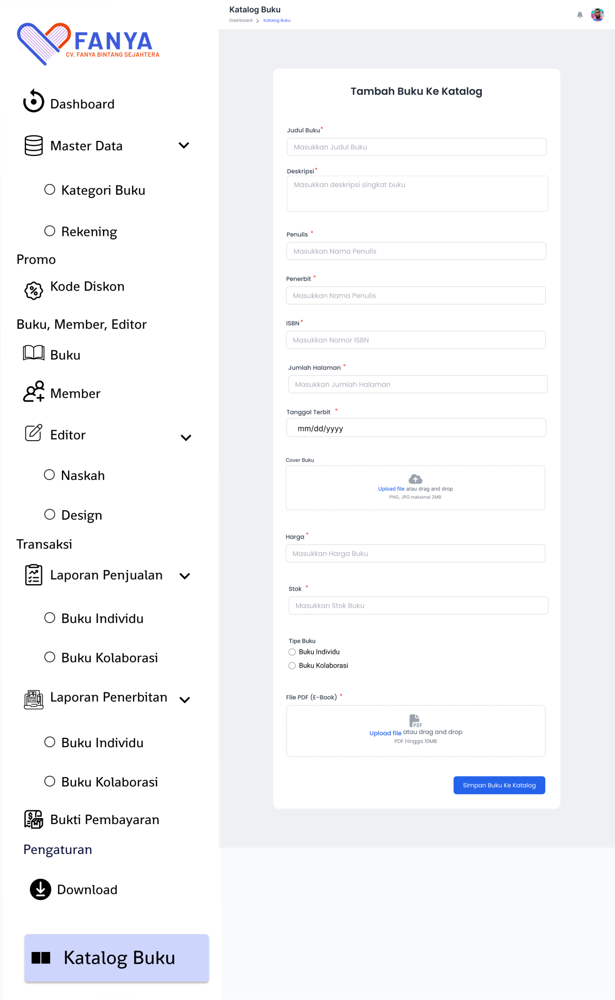 FANYA
CV. FANYA BINTANG SEJAHTERA
Dashboard
Master Data
Kategori Buku
Rekening
Promo
Kode Diskon
Buku, Member, Editor
Buku
Member
Editor
Naskah
Design
Transaksi
Laporan Penjualan
Buku Individu
Buku Kolaborasi
Laporan Penerbitan
Buku Individu
Buku Kolaborasi
Bukti Pembayaran
Pengaturan
Download
Katalog Buku
Katalog Buku
Dashboard > Katalog Buku
Tambah Buku Ke Katalog
Judul Buku*
Masukkan Judul Buku
Deskripsi*
Masukkan deskripsi singkat buku
Penulis *
Masukkan Nama Penulis
Penerbit *
Masukkan Nama Penulis
ISBN*
Masukkan Nomor ISBN
Jumlah Halaman *
Masukkan Jumlah Halaman
Tanggal Terbit *
mm/dd/yyyy
Cover Buku
Upload file atau drag and drop
PNG, JPG maksimal 2MB
Harga*
Masukkan Harga Buku
Stok *
Masukkan Stok Buku
Tipe Buku
Buku Individu
Buku Kolaborasi
File PDF (E-Book) *
PDF
Upload file atau drag and drop
PDF hingga 10MB
Simpan Buku Ke Katalog